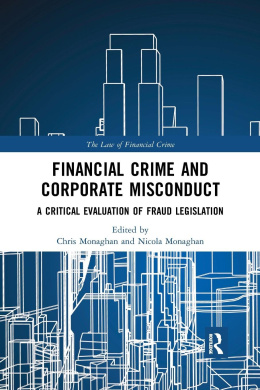 The Law of Financial Crime
FINANCIAL CRIME AND
CORPORATE MISCONDUCT
A CRITICAL EVALUATION OF FRAUD LEGISLATION
Edited by
Chris Monaghan and Nicola Monaghan
R